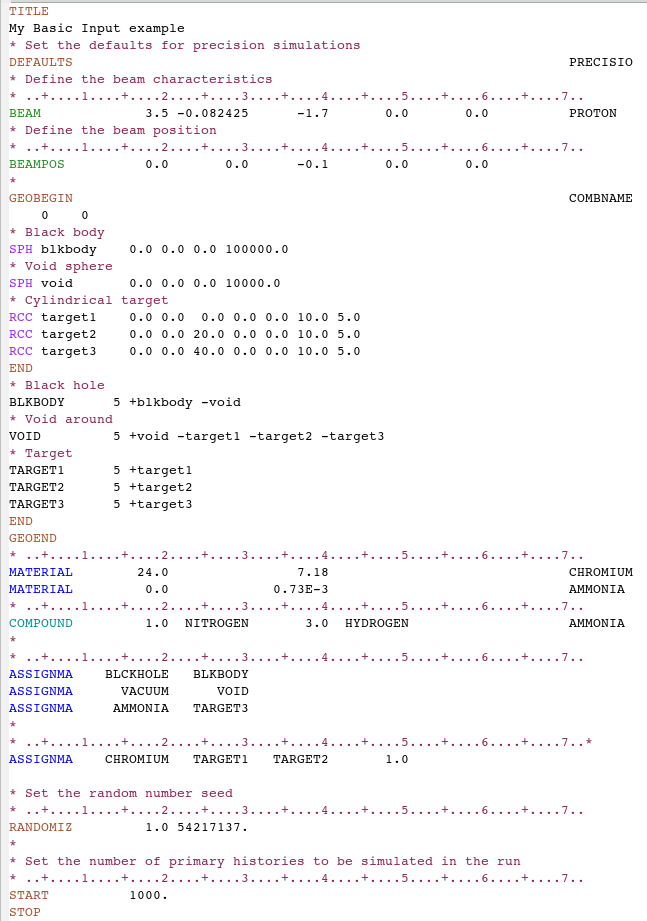 TITLE
My Basic Input example
* Set the defaults for precision simulations
DEFAULTS                                                              PRECISIO
* Define the beam characteristics
* ..+....1....+....2....+....3....+....4....+....5....+....6....+....7..
BEAM             3.5 -0.082425      -1.7       0.0       0.0          PROTON
* Define the beam position
* ..+....1....+....2....+....3....+....4....+....5....+....6....+....7..
BEAMPOS          0.0       0.0      -0.1       0.0       0.0
*
GEOBEGIN                                                              COMBNAME
    0    0
* Black body
SPH blkbody    0.0 0.0 0.0 100000.0
* Void sphere
SPH void       0.0 0.0 0.0 10000.0
* Cylindrical target
RCC target1    0.0 0.0  0.0 0.0 0.0 10.0 5.0
RCC target2    0.0 0.0 20.0 0.0 0.0 10.0 5.0
RCC target3    0.0 0.0 40.0 0.0 0.0 10.0 5.0
END
* Black hole
BLKBODY      5 +blkbody -void
* Void around
VOID         5 +void -target1 -target2 -target3
* Target
TARGET1      5 +target1
TARGET2      5 +target2
TARGET3      5 +target3
END
GEOEND
* ..+....1....+....2....+....3....+....4....+....5....+....6....+....7..
MATERIAL        24.0                7.18                              CHROMIUM
MATERIAL         0.0             0.73E-3                              AMMONIA
* ..+....1....+....2....+....3....+....4....+....5....+....6....+....7..
COMPOUND         1.0  NITROGEN       3.0  HYDROGEN                    AMMONIA
*
* ..+....1....+....2....+....3....+....4....+....5....+....6....+....7..
ASSIGNMA    BLCKHOLE   BLKBODY
ASSIGNMA      VACUUM      VOID
ASSIGNMA     AMMONIA   TARGET3
*
* ..+....1....+....2....+....3....+....4....+....5....+....6....+....7..*
ASSIGNMA    CHROMIUM   TARGET1   TARGET2       1.0
* Set the random number seed
* ..+....1....+....2....+....3....+....4....+....5....+....6....+....7..
RANDOMIZ         1.0 54217137.
*
* Set the number of primary histories to be simulated in the run
* ..+....1....+....2....+....3....+....4....+....5....+....6....+....7..
START          1000.
STOP